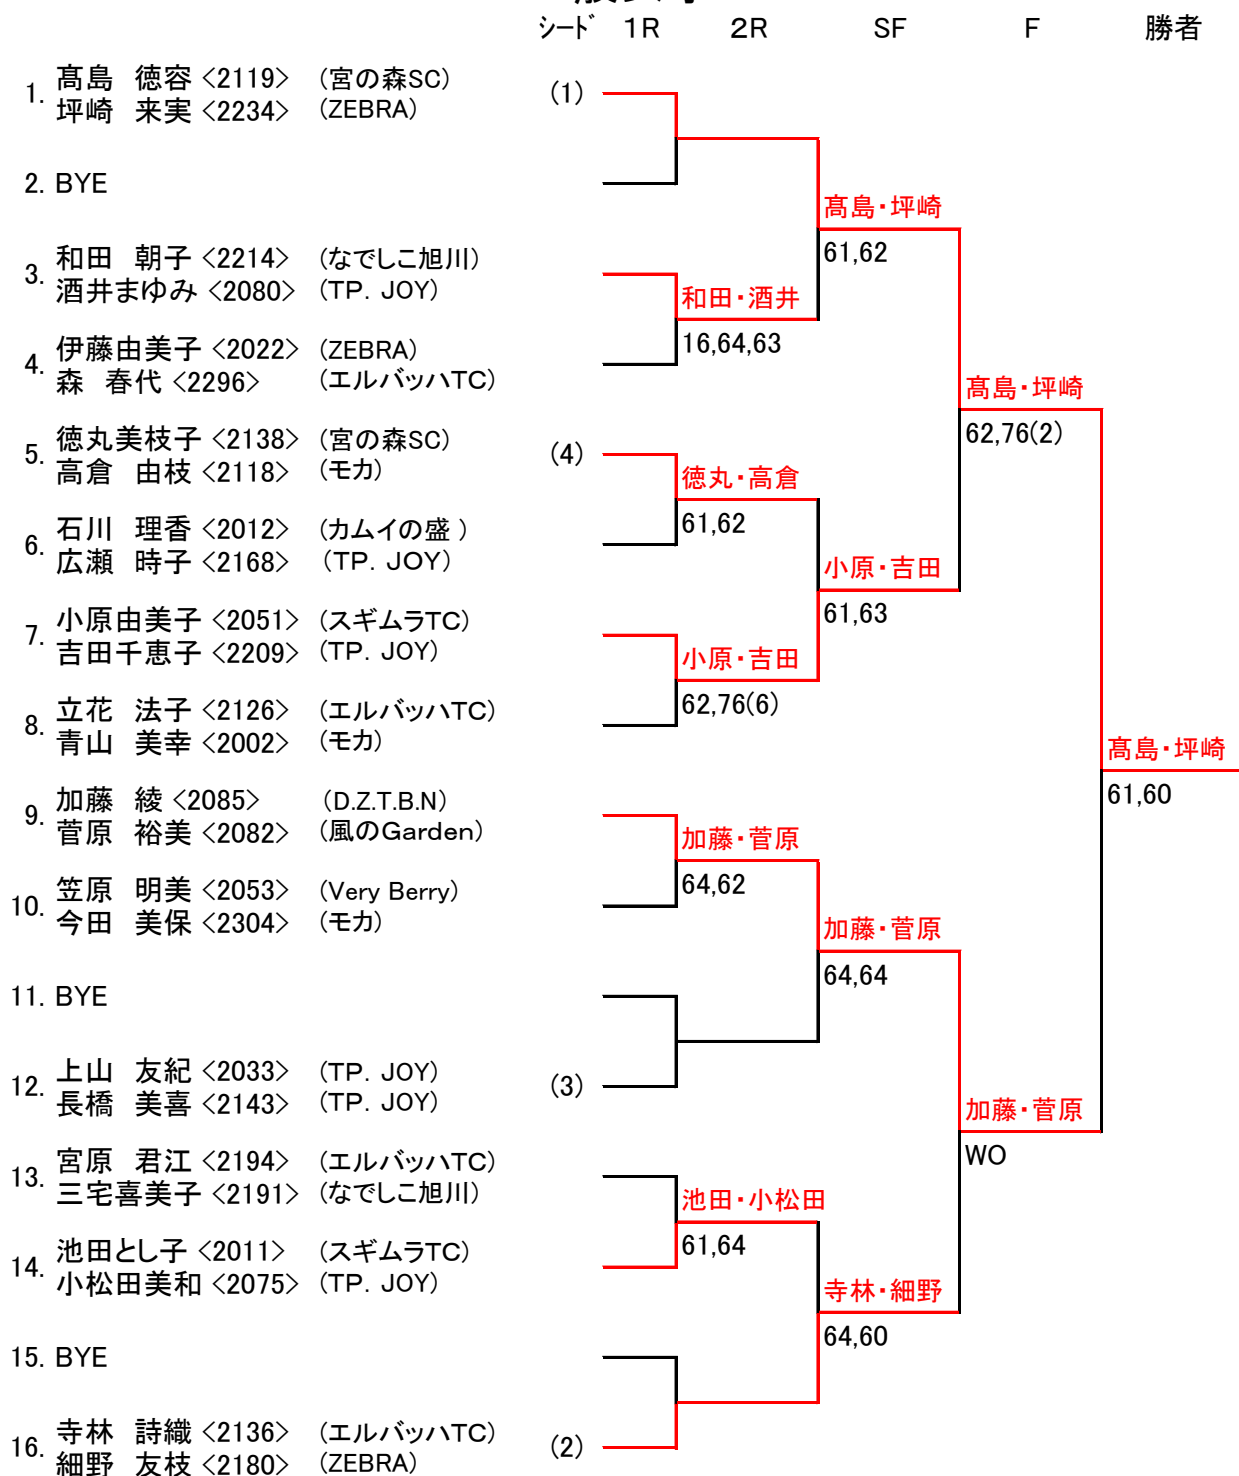 シード 1R 2R SF F 勝者
1. 髙島 徳容 <2119> (宮の森SC) (1)
坪崎 来実 <2234> (ZEBRA)
2. BYE
髙島・坪崎
61,62
3. 和田 朝子 <2214> (なでしこ旭川)
酒井まゆみ <2080> (TP. JOY)
和田・酒井
16,64,63
4. 伊藤由美子 <2022> (ZEBRA)
森 春代 <2296> (エルバッハTC)
髙島・坪崎
62,76(2)
5. 徳丸美枝子 <2138> (宮の森SC) (4)
高倉 由枝 <2118> (モカ)
徳丸・高倉
61,62
6. 石川 理香 <2012> (カムイの盛 )
広瀬 時子 <2168> (TP. JOY)
小原・吉田
61,63
7. 小原由美子 <2051> (スギムラTC)
吉田千恵子 <2209> (TP. JOY)
小原・吉田
62,76(6)
8. 立花 法子 <2126> (エルバッハTC)
青山 美幸 <2002> (モカ)
髙島・坪崎
61,60
9. 加藤 綾 <2085> (D.Z.T.B.N)
菅原 裕美 <2082> (風のGarden)
加藤・菅原
64,62
10. 笠原 明美 <2053> (Very Berry)
今田 美保 <2304> (モカ)
加藤・菅原
64,64
11. BYE
12. 上山 友紀 <2033> (TP. JOY) (3)
長橋 美喜 <2143> (TP. JOY)
加藤・菅原
WO
13. 宮原 君江 <2194> (エルバッハTC)
三宅喜美子 <2191> (なでしこ旭川)
池田・小松田
61,64
14. 池田とし子 <2011> (スギムラTC)
小松田美和 <2075> (TP. JOY)
寺林・細野
64,60
15. BYE
16. 寺林 詩織 <2136> (エルバッハTC) (2)
細野 友枝 <2180> (ZEBRA)